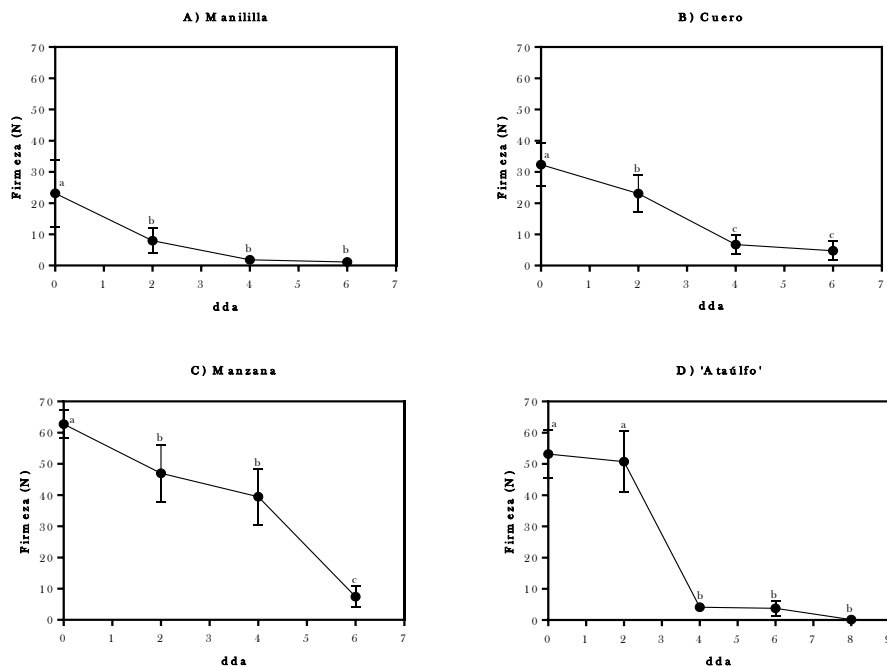 A) Manililla
70
60
50
40
30
20
10
0
Firmeza (N)
a
b
b
b
0 1 2 3 4 5 6 7
dda
B) Cuero
70
60
50
40
30
20
10
0
Firmeza (N)
a
b
c
c
0 1 2 3 4 5 6 7
dda
C) Manzana
70
60
50
40
30
20
10
0
Firmeza (N)
a
b
b
c
0 1 2 3 4 5 6 7
dda
D) 'Ataúlfo'
70
60
50
40
30
20
10
0
Firmeza (N)
a
a
b
b
b
0 1 2 3 4 5 6 7 8 9
dda